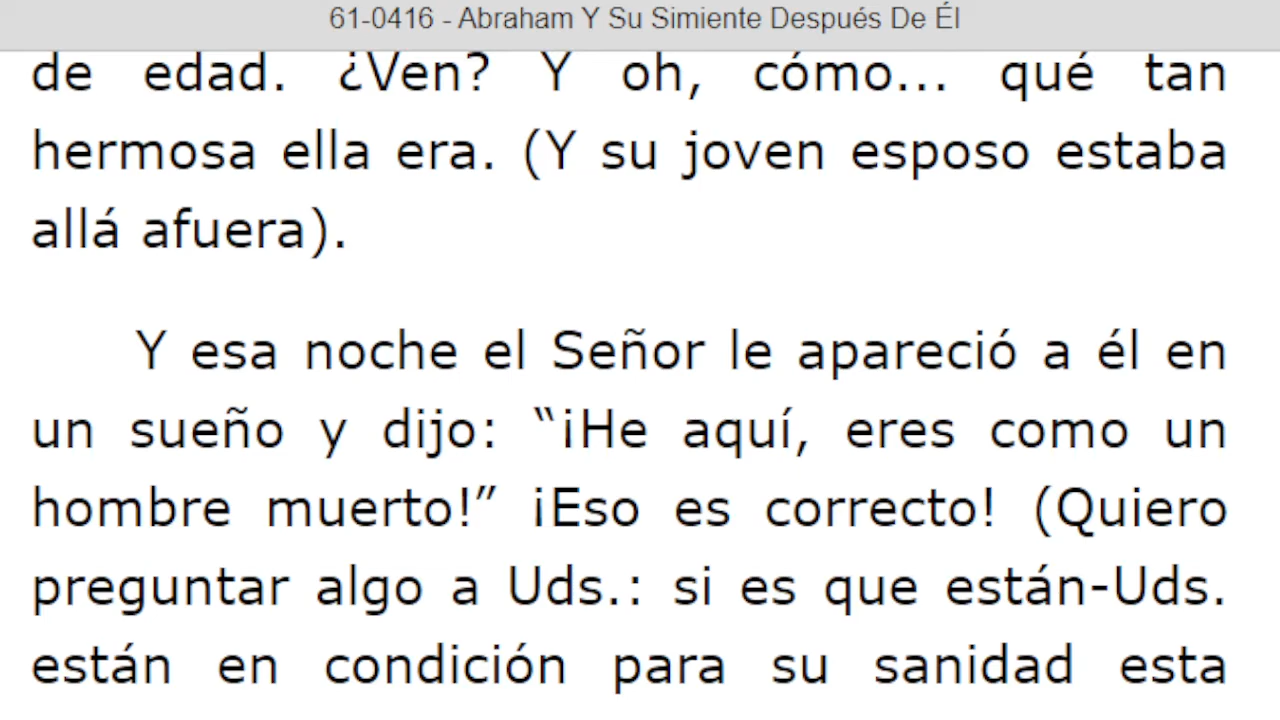 61-0416 - Abraham Y Su Simiente Después De Él
de edad. ¿Ven? Y oh, cómo... qué tan
hermosa ella era. (Y su joven esposo estaba
allá afuera).
Y esa noche el Señor le apareció a él en
un sueño y dijo: “¡He aquí, eres como un
hombre muerto!” ¡Eso es correcto! (Quiero
preguntar algo a Uds.: si es que están-Uds.
están en condición para su sanidad esta